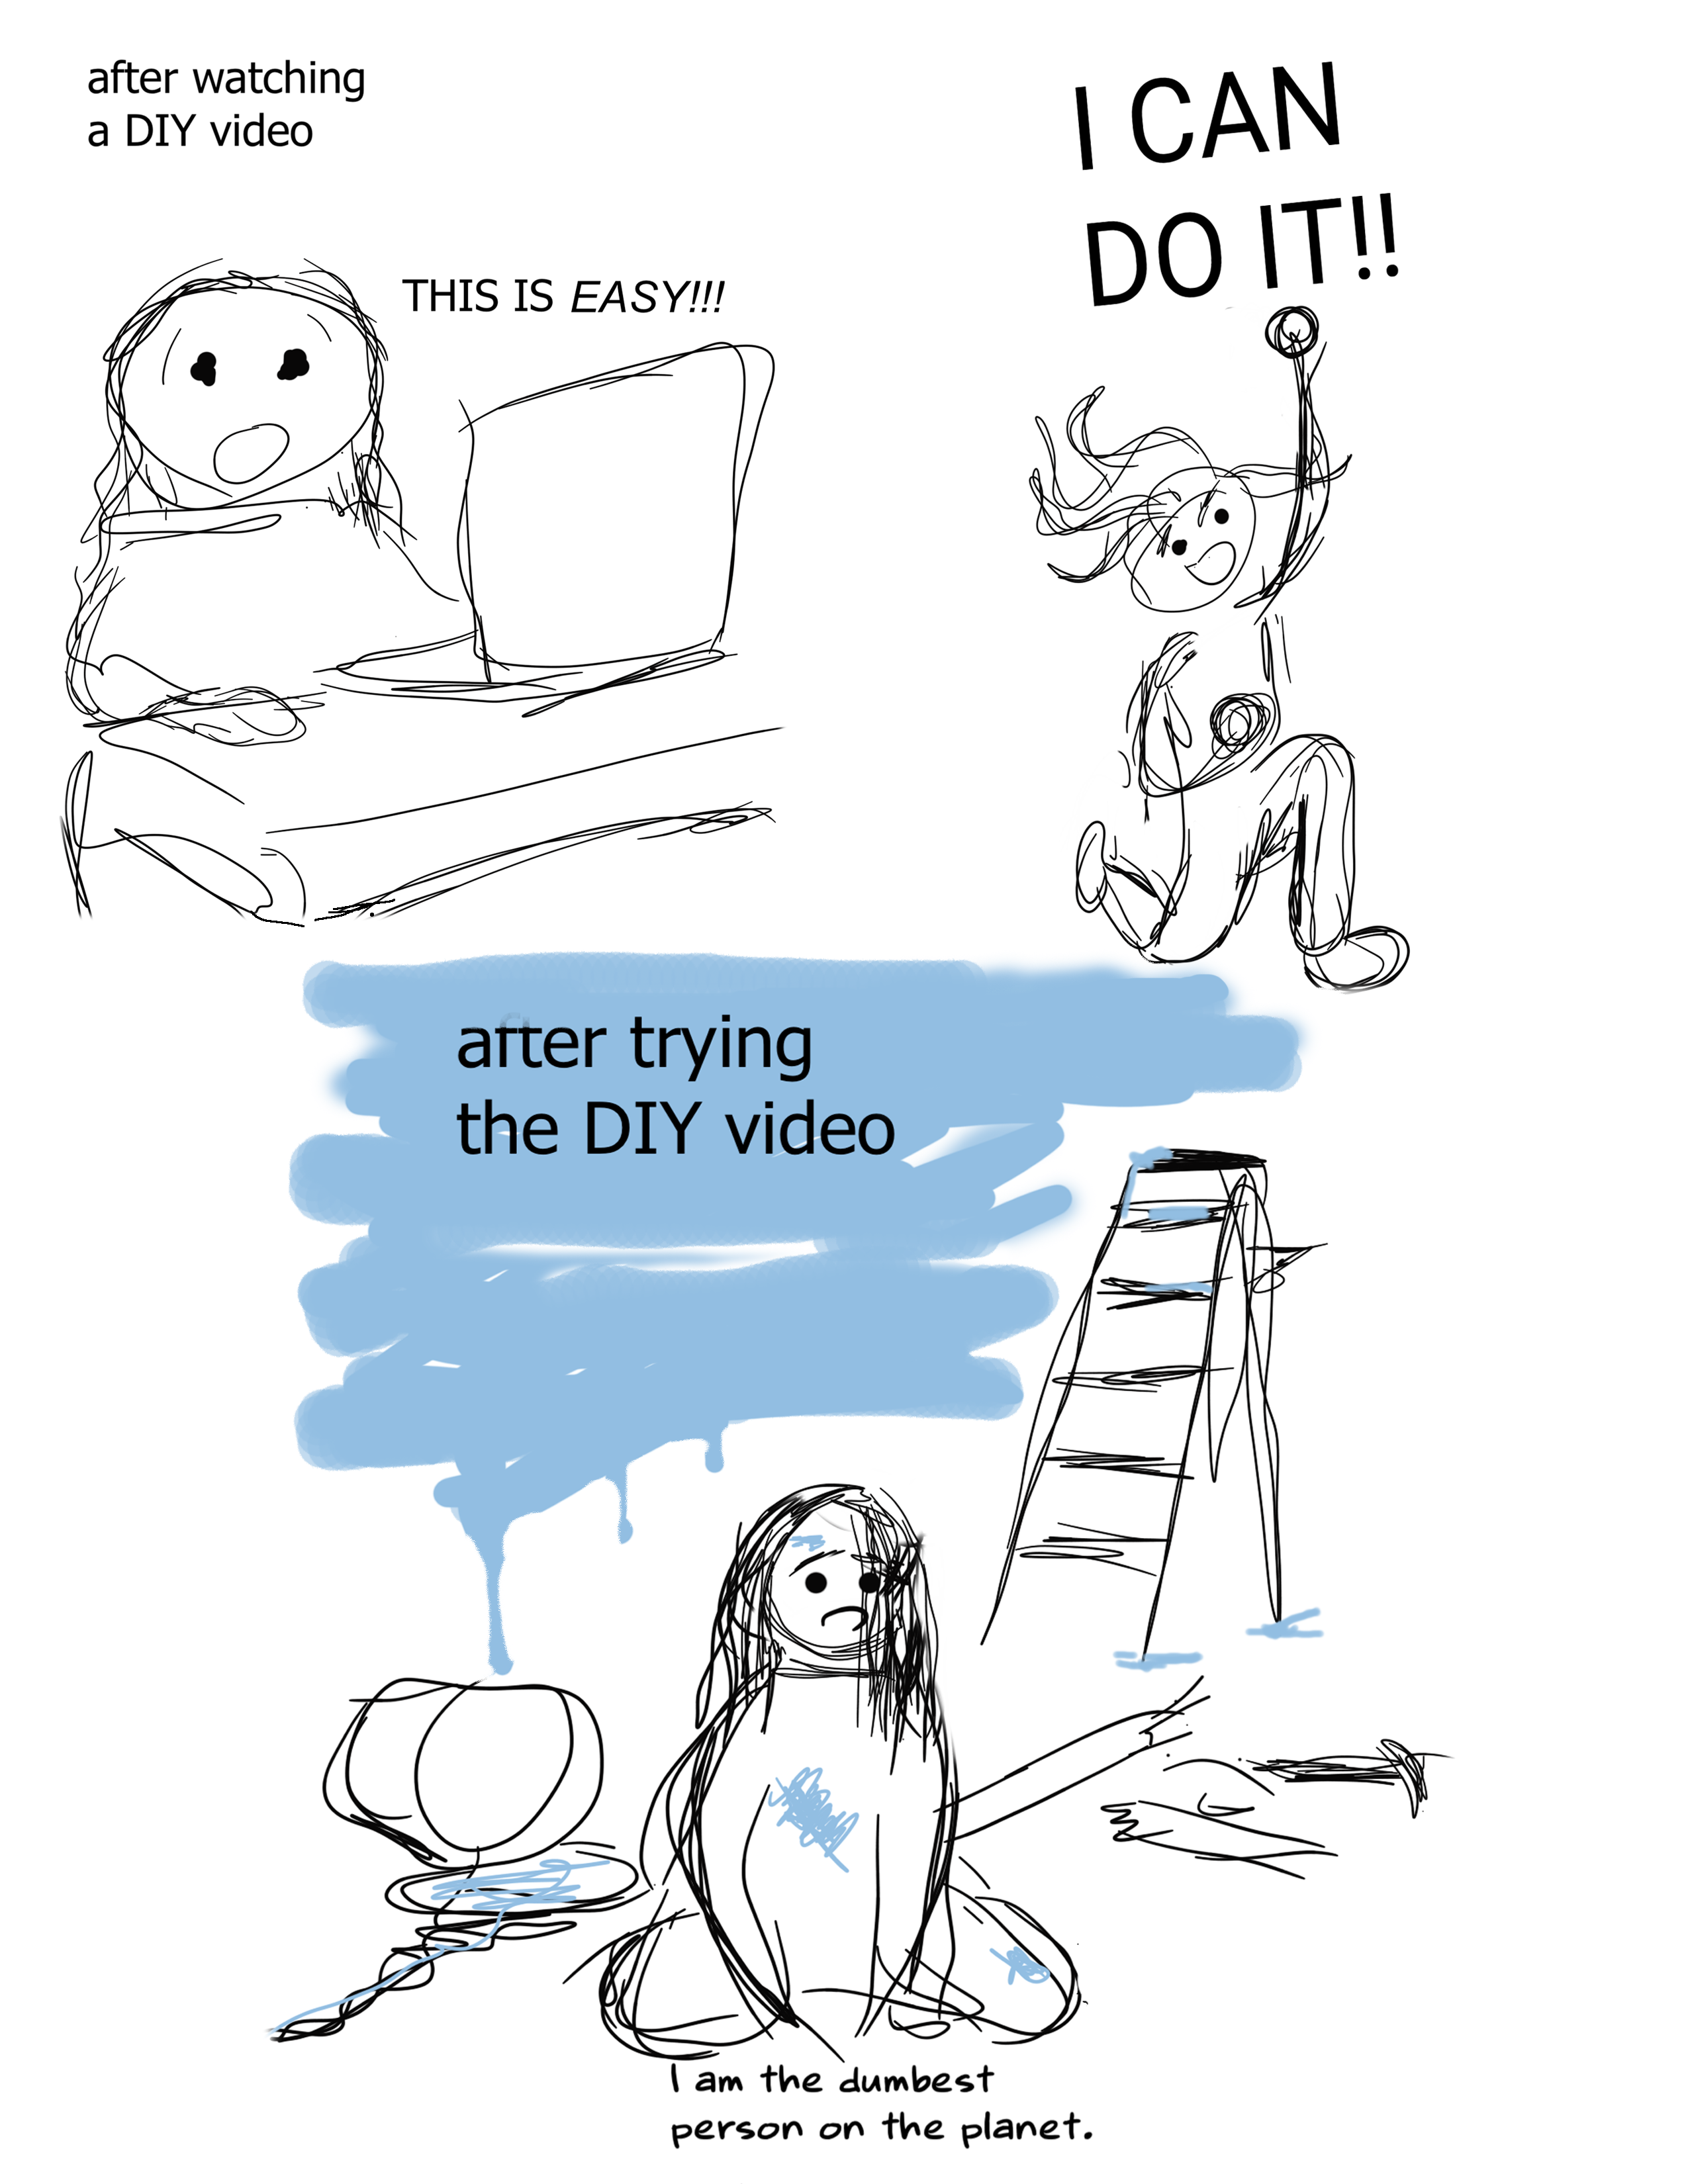 after watching
a DIY video
THIS IS EASY!!!
I CAN
DO IT!!
after trying
the DIY video
I am the dumbest
person on the planet.